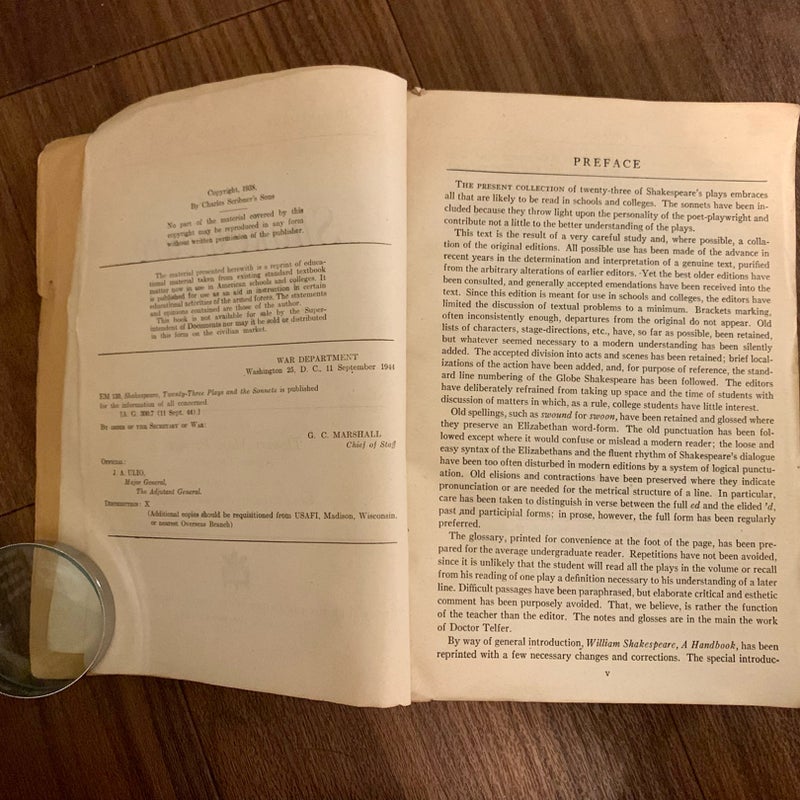 Copyright, 1938,
By Charles Scribner's Sons
No part of the material covered by this
copyright may be reproduced in any form
without written permission of the publisher.
The material presented herewith is a reprint of educa-
tional material taken from existing standard textbook
matter now in use in American schools and colleges. It
is published for use as an aid in instruction in certain
educational activities of the armed forces. The statements
and opinions contained are those of the author.
This book is not available for sale by the Super-
intendent of Documents nor may it be sold or distributed
in this form on the civilian market.
WAR DEPARTMENT
Washington 25, D. C., 11 September 1944
EM 130, Shakespeare, Twenty-Three Plays and the Sonnets is published
for the information of all concerned.
[A. G. 300.7 (11 Sept. 44).]
By order of the Secretary of War:
G. C. MARSHALL
Chief of Staff
Official:
J. A. ULIO,
Major General,
The Adjutant General.
Distribution: X
(Additional copies should be requisitioned from USAFI, Madison, Wisconsin,
or nearest Overseas Branch)
PREFACE
THE PRESENT COLLECTION of twenty-three of Shakespeare's plays embraces
all that are likely to be read in schools and colleges. The sonnets have been in-
cluded because they throw light upon the personality of the poet-playwright and
contribute not a little to the better understanding of the plays.
This text is the result of a very careful study and, where possible, a colla-
tion of the original editions. All possible use has been made of the advance in
recent years in the determination and interpretation of a genuine text, purified
from the arbitrary alterations of earlier editors. Yet the best older editions have
been consulted, and generally accepted emendations have been received into the
text. Since this edition is meant for use in schools and colleges, the editors have
limited the discussion of textual problems to a minimum. Brackets marking,
often inconsistently enough, departures from the original do not appear. Old
lists of characters, stage-directions, etc., have, so far as possible, been retained,
but whatever seemed necessary to a modern understanding has been silently
added. The accepted division into acts and scenes has been retained; brief local-
izations of the action have been added, and, for purpose of reference, the stand-
ard line numbering of the Globe Shakespeare has been followed. The editors
have deliberately refrained from taking up space and the time of students with
discussion of matters in which, as a rule, college students have little interest.
Old spellings, such as swound for swoon, have been retained and glossed where
they preserve an Elizabethan word-form. The old punctuation has been fol-
lowed except where it would confuse or mislead a modern reader; the loose and
easy syntax of the Elizabethans and the fluent rhythm of Shakespeare's dialogue
have been too often disturbed in modern editions by a system of logical punctu-
ation. Old elisions and contractions have been preserved where they indicate
pronunciation or are needed for the metrical structure of a line. In particular,
care has been taken to distinguish in verse between the full ed and the elided 'd,
past and participial forms; in prose, however, the full form has been regularly
preferred.
The glossary, printed for convenience at the foot of the page, has been pre-
pared for the average undergraduate reader. Repetitions have not been avoided,
since it is unlikely that the student will read all the plays in the volume or recall
from his reading of one play a definition necessary to his understanding of a later
line. Difficult passages have been paraphrased, but elaborate critical and esthetic
comment has been purposely avoided. That, we believe, is rather the function
of the teacher than the editor. The notes and glosses are in the main the work
of Doctor Telfer.
By way of general introduction, William Shakespeare, A Handbook, has been
reprinted with a few necessary changes and corrections. The special introduc-
v